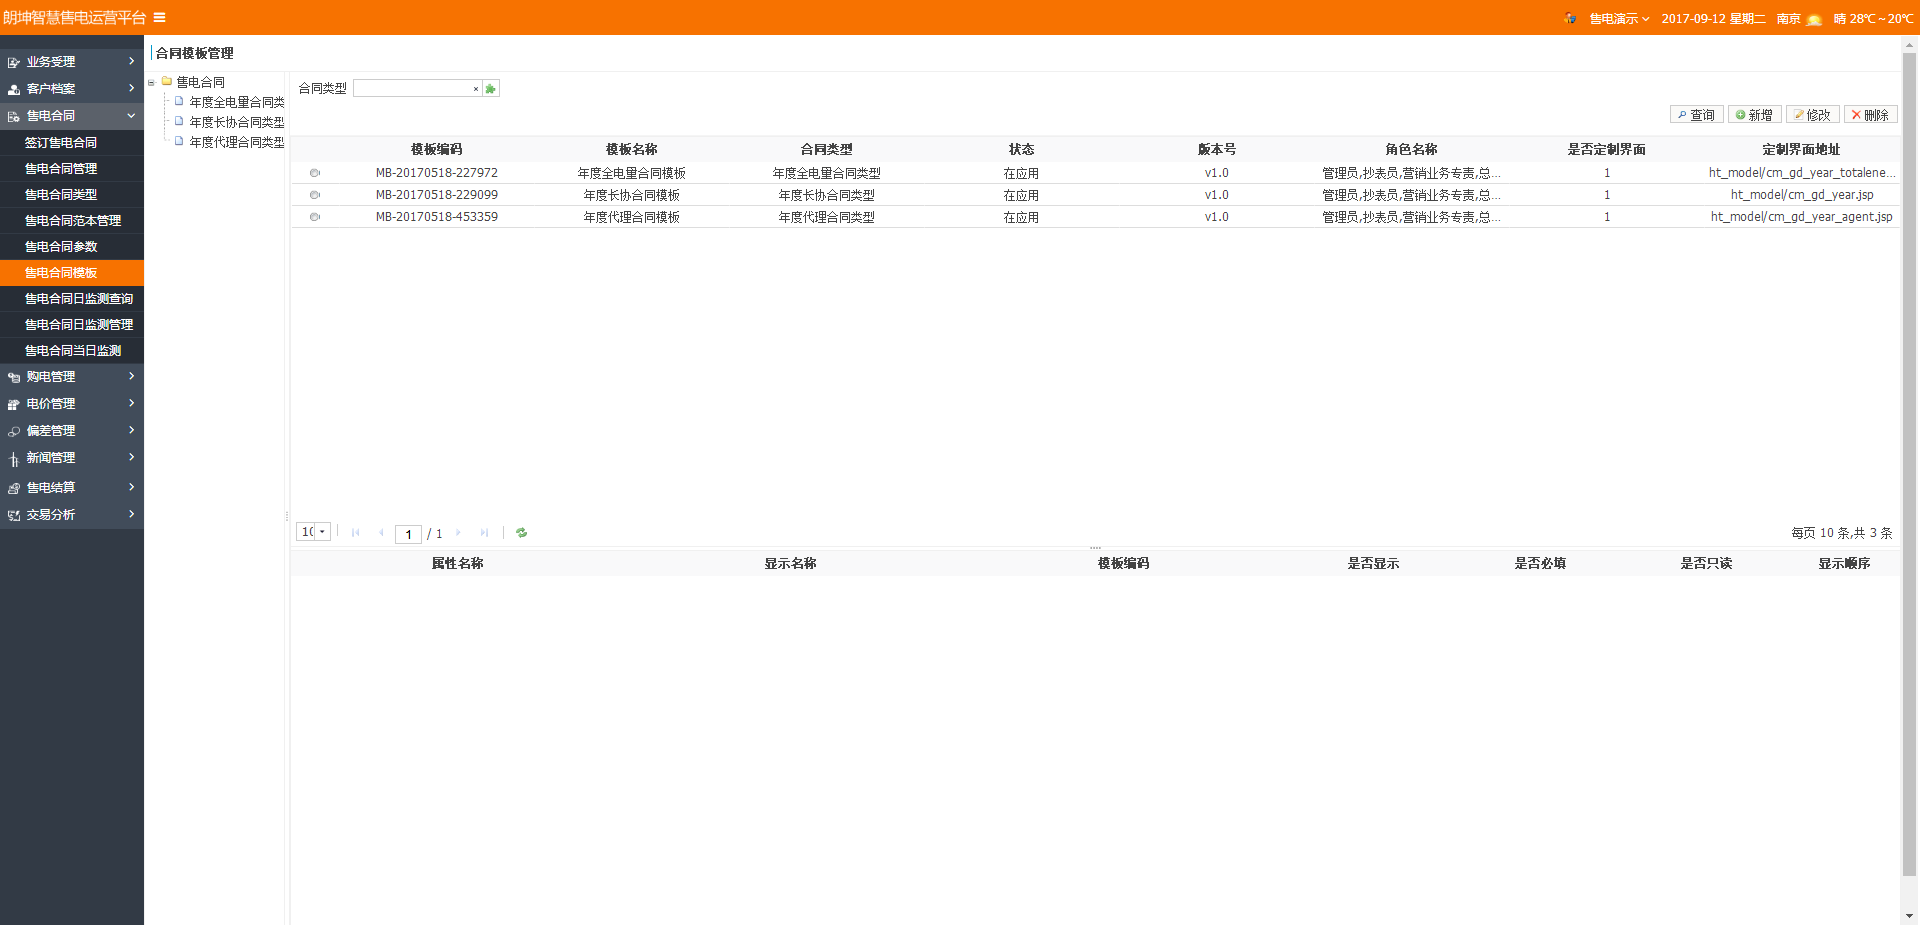 朗坤智慧售电运营平台
售电演示 2017-09-12 星期二 南京 晴 28℃~20℃
业务受理
客户档案
售电合同
签订售电合同
售电合同管理
售电合同类型
售电合同范本管理
售电合同参数
售电合同模板
售电合同日监测查询
售电合同日监测管理
售电合同当日监测
购电管理
电价管理
偏差管理
新闻管理
售电结算
交易分析
合同模板管理
售电合同
年度全电量合同类
年度长协合同类型
年度代理合同类型
合同类型
查询 新增 修改 删除
模板编码 模板名称 合同类型 状态 版本号 角色名称 是否定制界面 定制界面地址
MB-20170518-227972 年度全电量合同模板 年度全电量合同类型 在应用 v1.0 管理员,抄表员,营销业务专责,总... 1 ht_model/cm_gd_year_totalene...
MB-20170518-229099 年度长协合同模板 年度长协合同类型 在应用 v1.0 管理员,抄表员,营销业务专责,总... 1 ht_model/cm_gd_year.jsp
MB-20170518-453359 年度代理合同模板 年度代理合同类型 在应用 v1.0 管理员,抄表员,营销业务专责,总... 1 ht_model/cm_gd_year_agent.jsp
10 1 / 1 每页 10 条,共 3 条
属性名称 显示名称 模板编码 是否显示 是否必填 是否只读 显示顺序